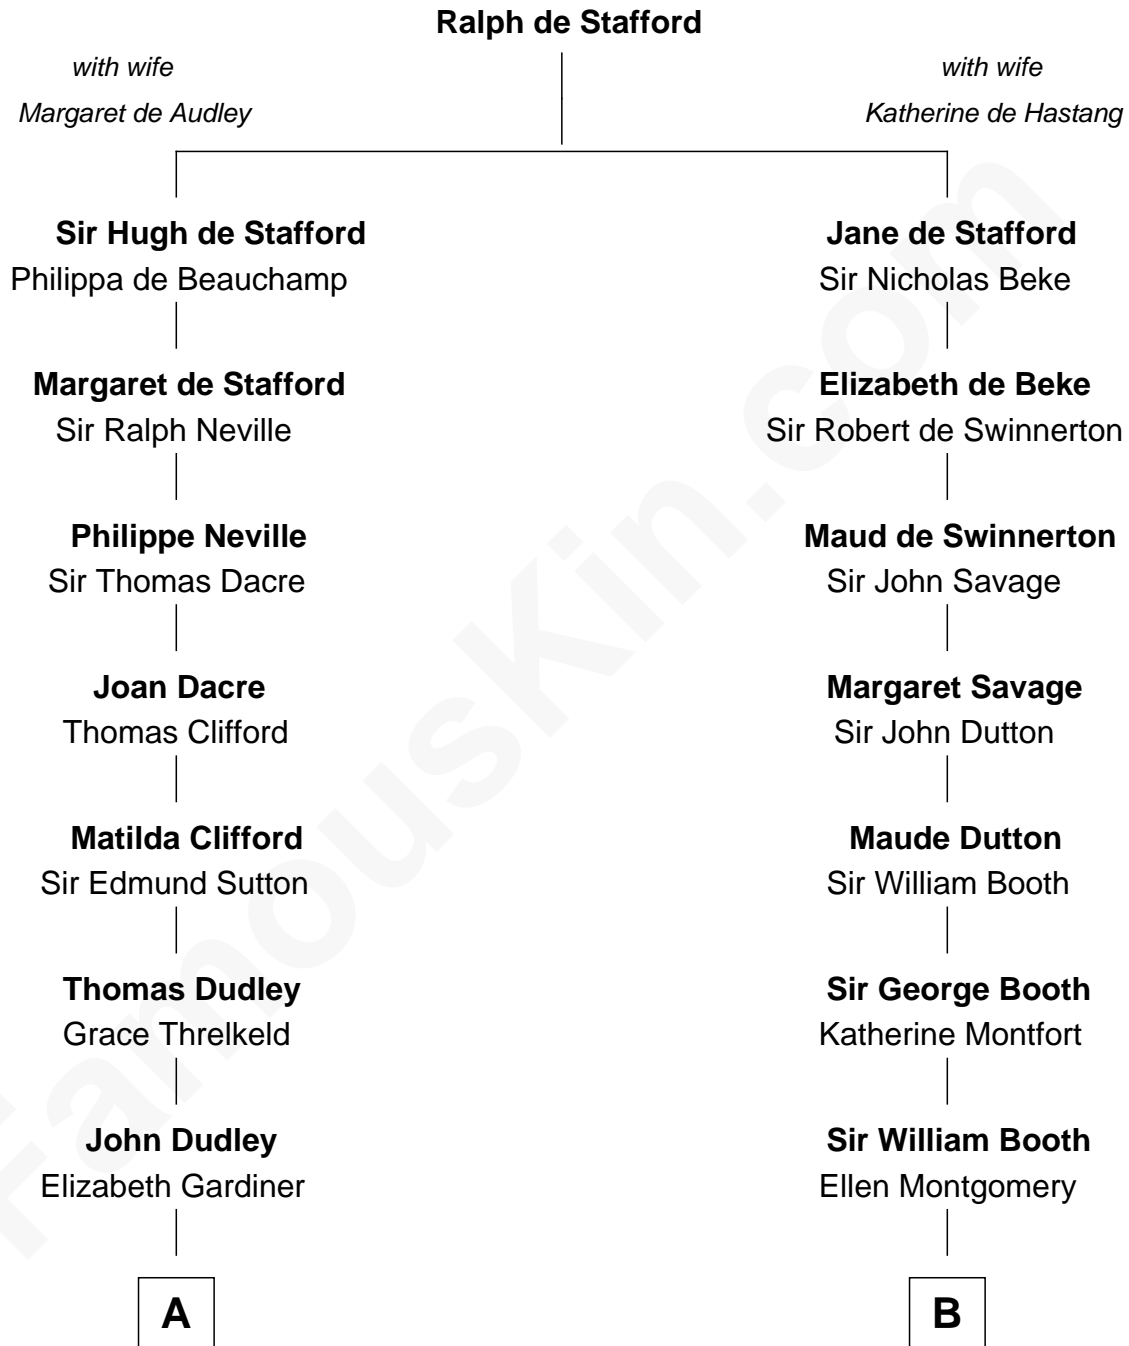 Ralph de Stafford
with wife
Margaret de Audley
with wife
Katherine de Hastang
Sir Hugh de Stafford
Philippa de Beauchamp
Jane de Stafford
Sir Nicholas Beke
Margaret de Stafford
Sir Ralph Neville
Elizabeth de Beke
Sir Robert de Swinnerton
Philippe Neville
Sir Thomas Dacre
Maud de Swinnerton
Sir John Savage
Joan Dacre
Thomas Clifford
Margaret Savage
Sir John Dutton
Matilda Clifford
Sir Edmund Sutton
Maude Dutton
Sir William Booth
Thomas Dudley
Grace Threlkeld
Sir George Booth
Katherine Montfort
John Dudley
Elizabeth Gardiner
Sir William Booth
Ellen Montgomery
A
B
FamousKin.com